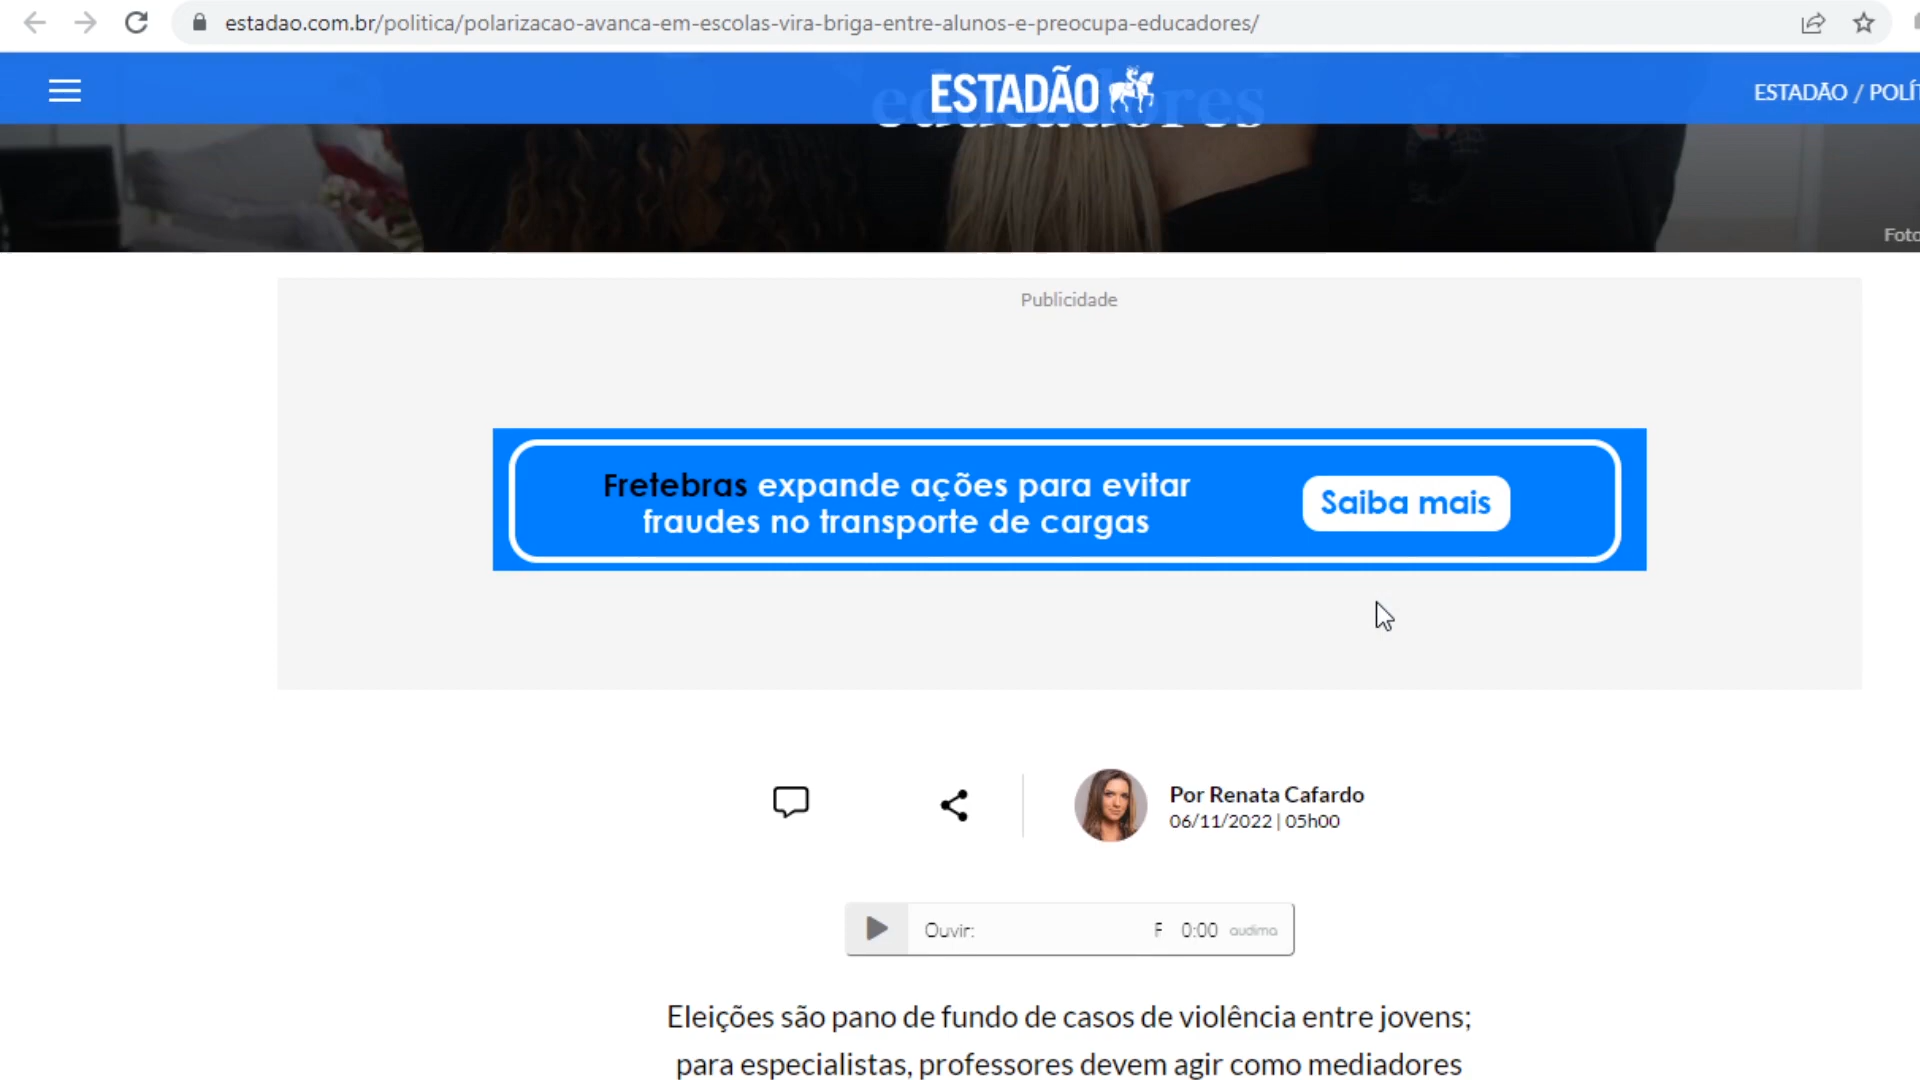 estadao.com.br/politica/polarizacao-avanca-em-escolas-vira-briga-entre-alunos-e-preocupa-educadores/
educadores
ESTADÃO
ESTADÃO / POLÍT
Foto
Publicidade
Fretebras expande ações para evitar
fraudes no transporte de cargas
Saiba mais
Por Renata Cafardo
06/11/2022 | 05h00
Ouvir: F 0:00 audima
Eleições são pano de fundo de casos de violência entre jovens;
para especialistas, professores devem agir como mediadores